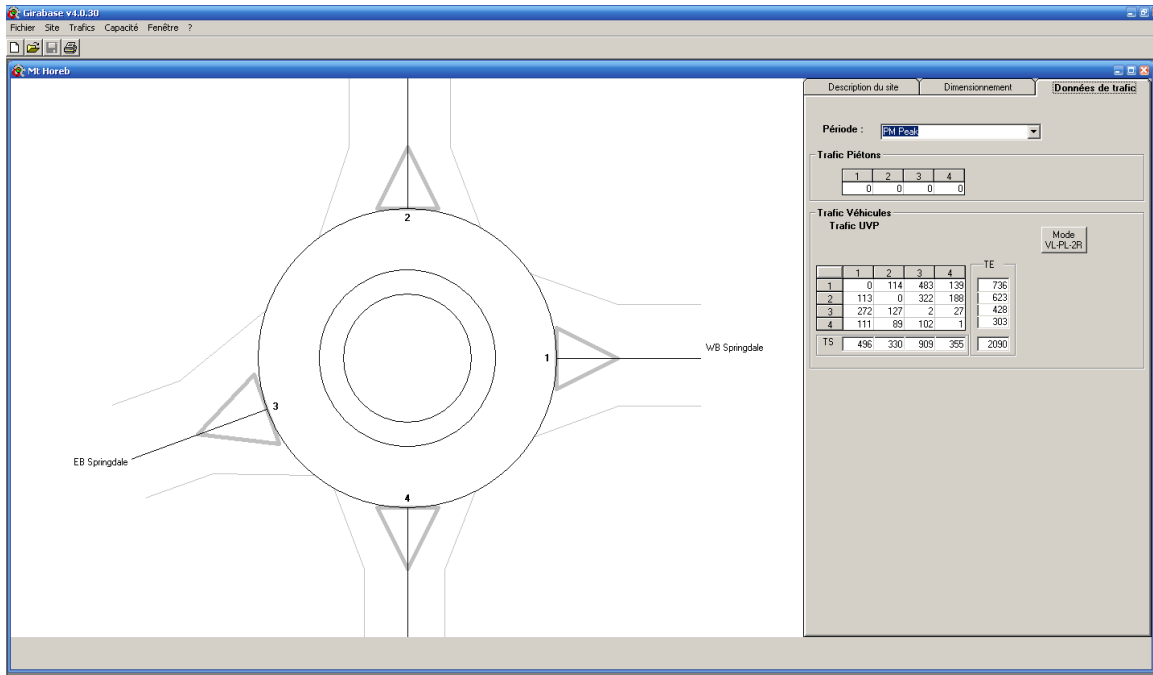 Girabase v4.0.30
Fichier Site Trafics Capacité Fenêtre ?
Mt Horeb
Description du site Dimensionnement Données de trafic
Période : PM Peak
Trafic Piétons
1 2 3 4
0 0 0 0
Trafic Véhicules
Trafic UVP
Mode
VL-PL-2R
TE
1 2 3 4
1 0 114 483 139 736
2 113 0 322 188 623
3 272 127 2 27 428
4 111 89 102 1 303
TS 496 330 909 355 2090
2
1
WB Springdale
3
EB Springdale
4